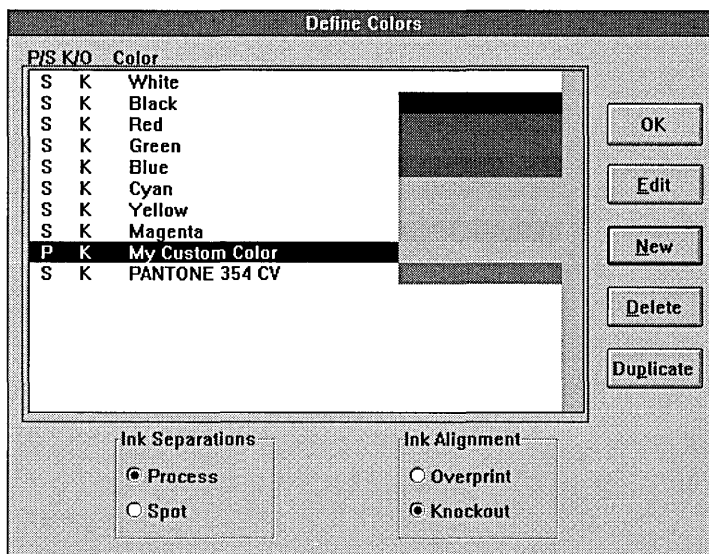 Define Colors
P/S K/O Color
S K White
S K Black
S K Red
S K Green
S K Blue
S K Cyan
S K Yellow
S K Magenta
P K My Custom Color
S K PANTONE 354 CV
OK
Edit
New
Delete
Duplicate
Ink Separations
Process
Spot
Ink Alignment
Overprint
Knockout